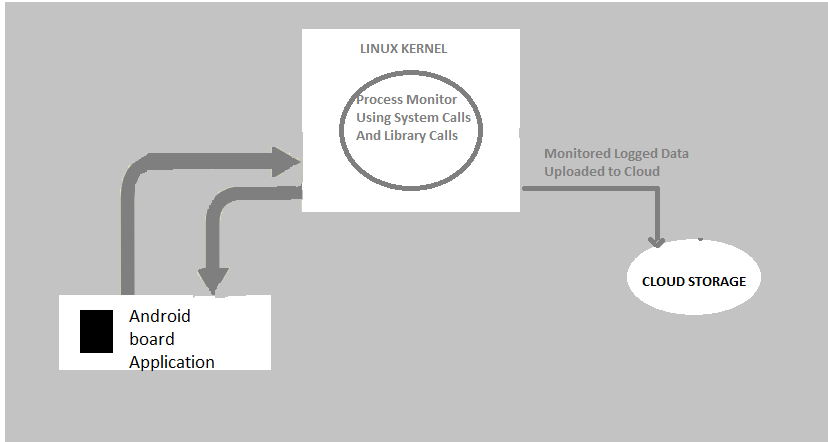 LINUX KERNEL
Process Monitor
Using System Calls
And Library Calls
Monitored Logged Data
Uploaded to Cloud
CLOUD STORAGE
Android
board
Application